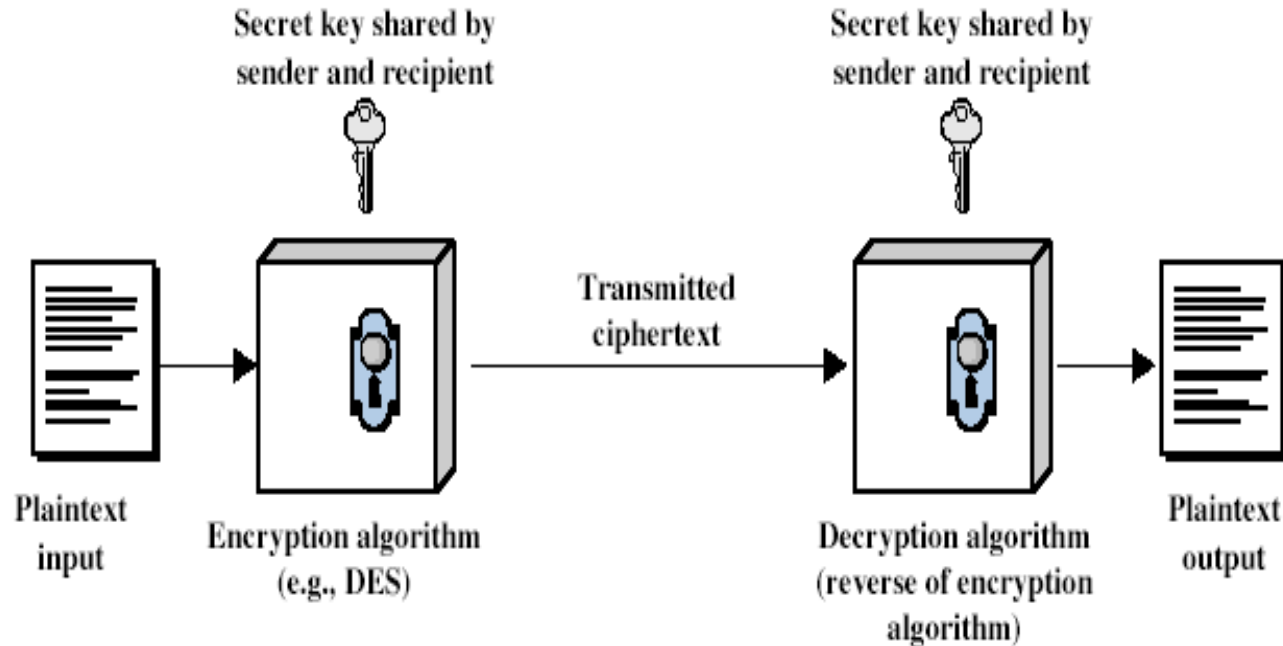 Secret key shared by
sender and recipient
Secret key shared by
sender and recipient
Transmitted
ciphertext
Plaintext
input
Encryption algorithm
(e.g., DES)
Decryption algorithm
(reverse of encryption
algorithm)
Plaintext
output